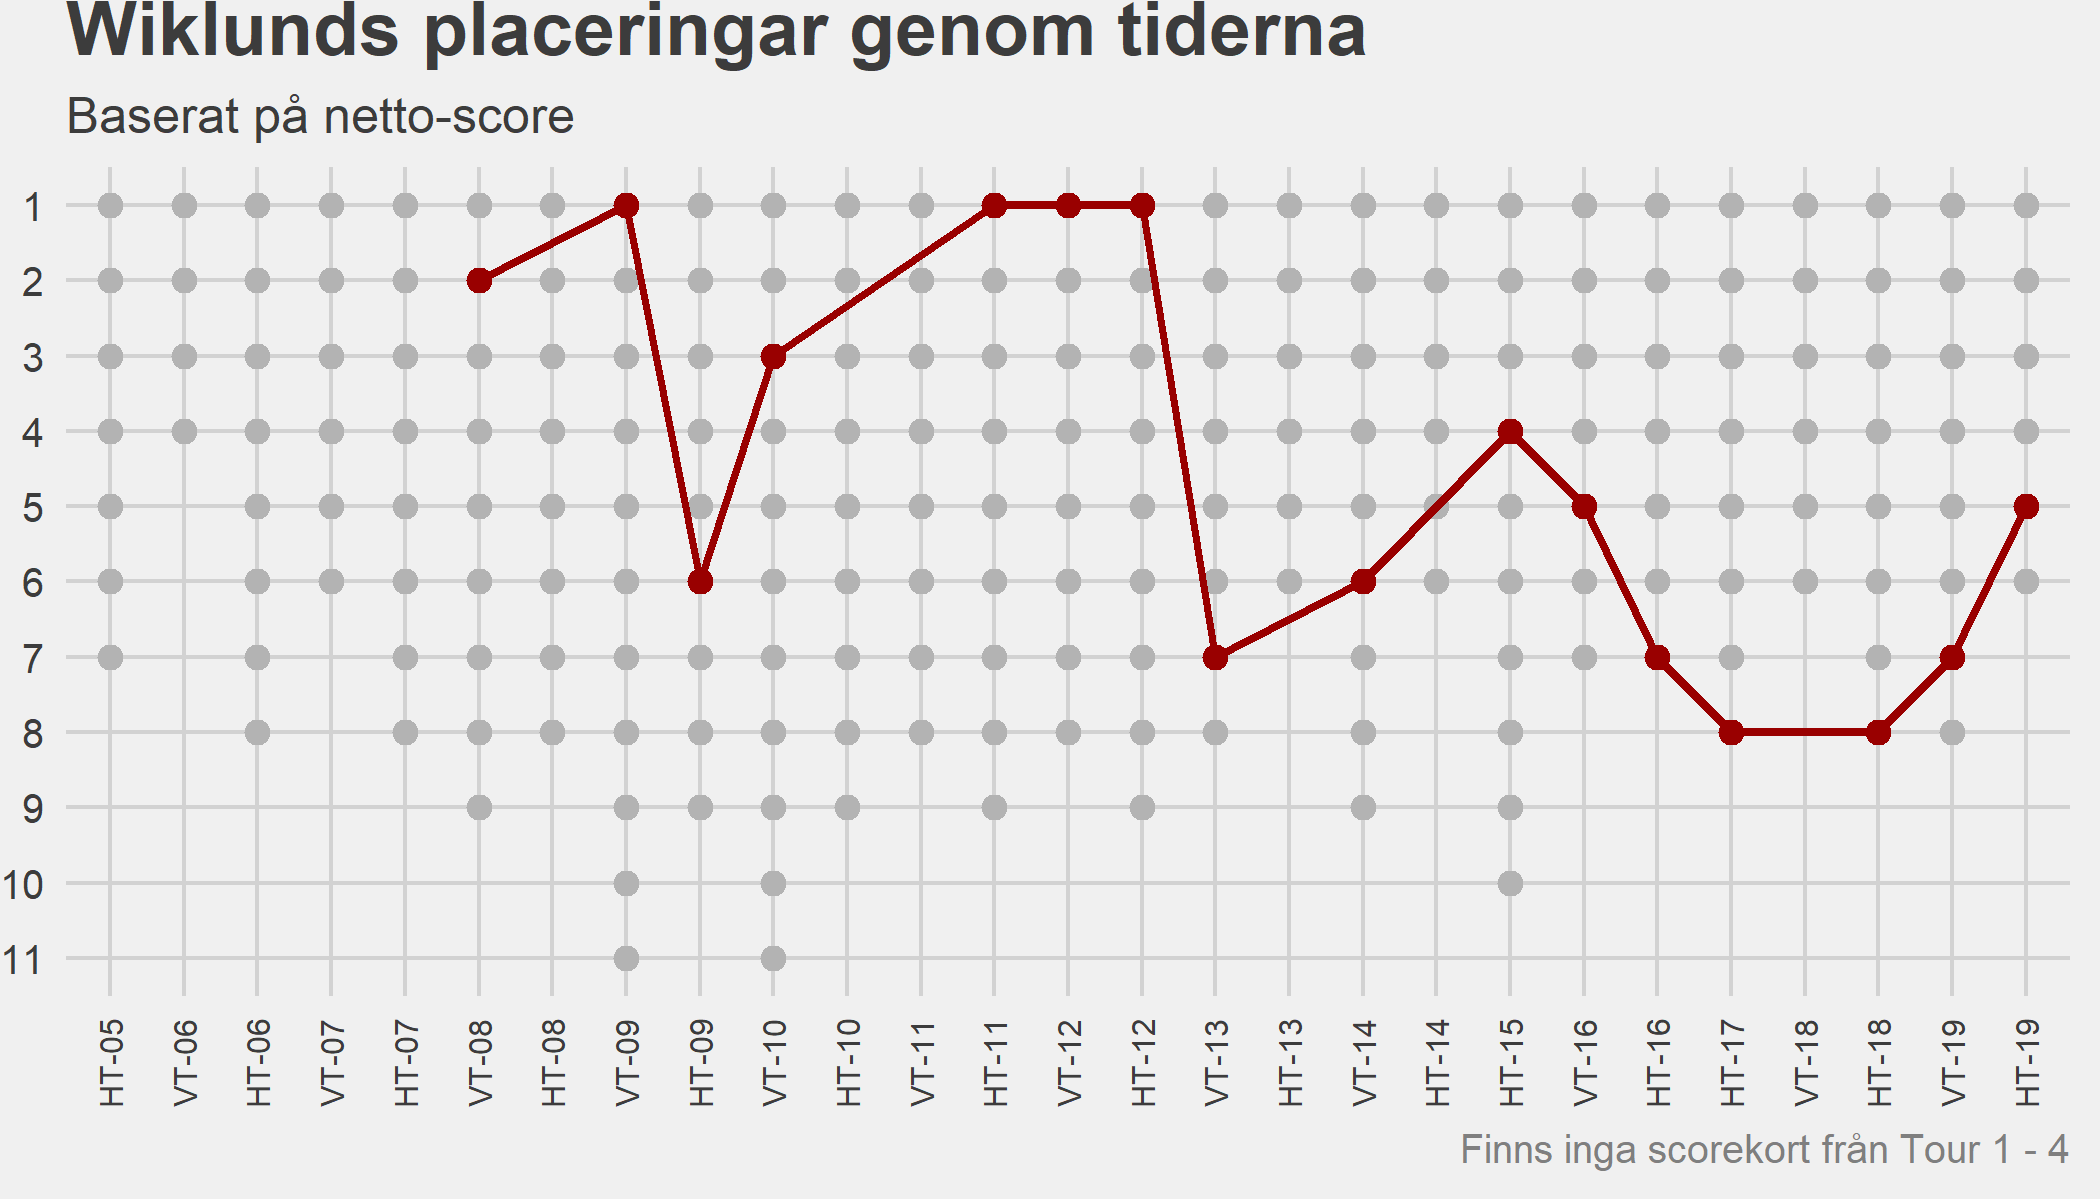 Wiklunds placeringar genom tiderna
Baserat på netto-score
1
2
3
4
5
6
7
8
9
10
11
HT-05
VT-06
HT-06
VT-07
HT-07
VT-08
HT-08
VT-09
HT-09
VT-10
HT-10
VT-11
HT-11
VT-12
HT-12
VT-13
HT-13
VT-14
HT-14
HT-15
VT-16
HT-16
HT-17
VT-18
HT-18
VT-19
HT-19
Finns inga scorekort från Tour 1 - 4